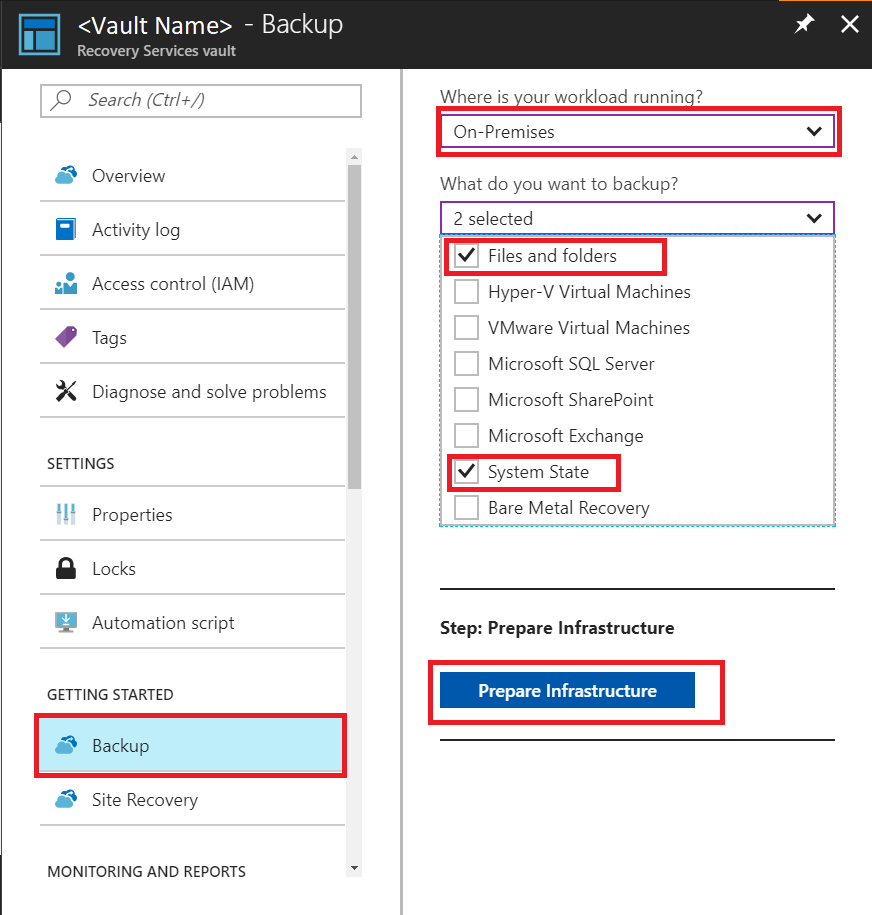 <Vault Name> - Backup
Recovery Services vault
Search (Ctrl+/)
Overview
Activity log
Access control (IAM)
Tags
Diagnose and solve problems
SETTINGS
Properties
Locks
Automation script
GETTING STARTED
Backup
Site Recovery
MONITORING AND REPORTS
Where is your workload running?
On-Premises
What do you want to backup?
2 selected
Files and folders
Hyper-V Virtual Machines
VMware Virtual Machines
Microsoft SQL Server
Microsoft SharePoint
Microsoft Exchange
System State
Bare Metal Recovery
Step: Prepare Infrastructure
Prepare Infrastructure